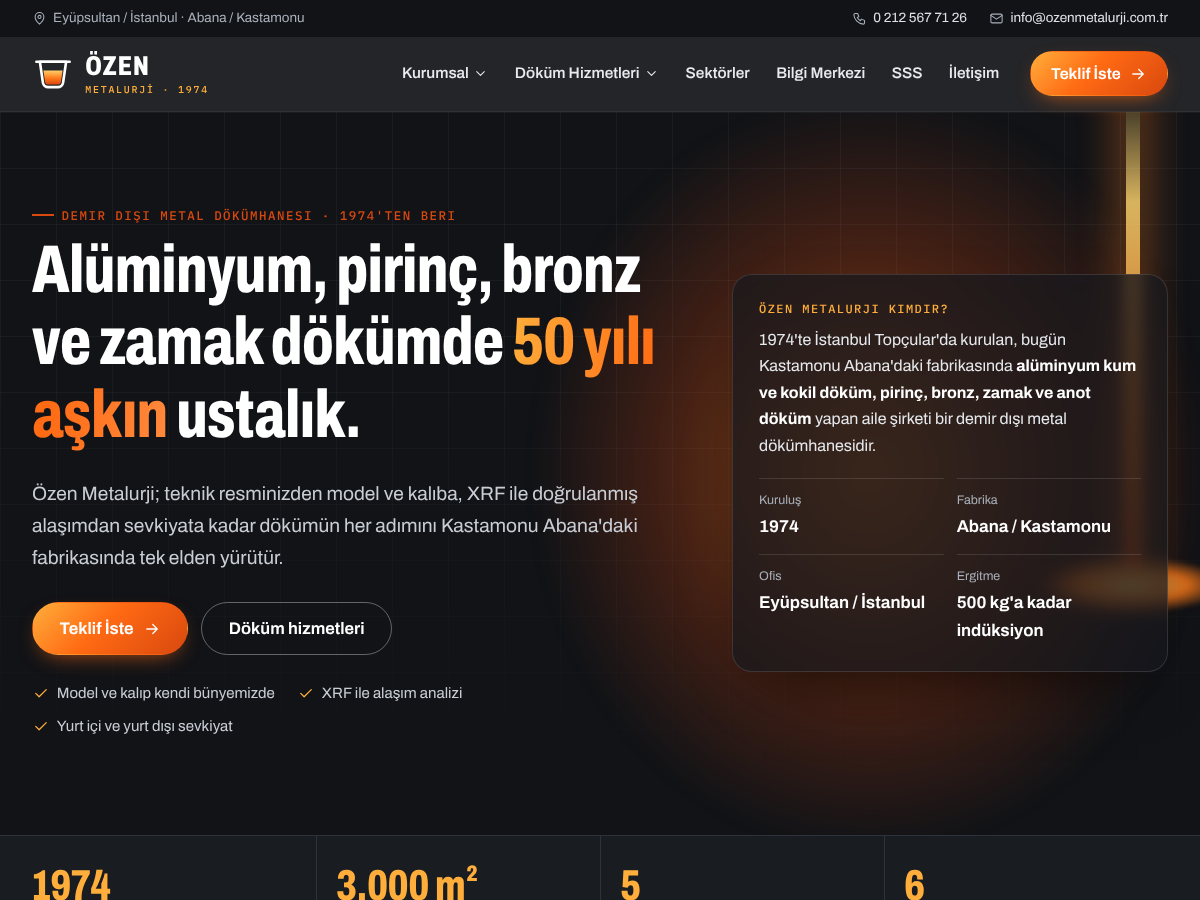 Eyüpsultan / İstanbul · Abana / Kastamonu
0 212 567 71 26
info@ozenmetalurji.com.tr
ÖZEN
METALURJİ · 1974
Kurumsal
Döküm Hizmetleri
Sektörler
Bilgi Merkezi
SSS
İletişim
Teklif İste
DEMIR DIŞI METAL DÖKÜMHANESI · 1974'TEN BERI
Alüminyum, pirinç, bronz
ve zamak dökümde 50 yılı
aşkın ustalık.
Özen Metalurji; teknik resminizden model ve kalıba, XRF ile doğrulanmış
alaşımdan sevkiyata kadar dökümün her adımını Kastamonu Abana'daki
fabrikasında tek elden yürütür.
Teklif İste
Döküm hizmetleri
Model ve kalıp kendi bünyemizde
XRF ile alaşım analizi
Yurt içi ve yurt dışı sevkiyat
ÖZEN METALURJI KIMDIR?
1974'te İstanbul Topçular'da kurulan, bugün
Kastamonu Abana'daki fabrikasında alüminyum kum
ve kokil döküm, pirinç, bronz, zamak ve anot
döküm yapan aile şirketi bir demir dışı metal
dökümhanesidir.
Kuruluş
1974
Fabrika
Abana / Kastamonu
Ofis
Eyüpsultan / İstanbul
Ergitme
500 kg'a kadar
indüksiyon
1974
3.000 m²
5
6